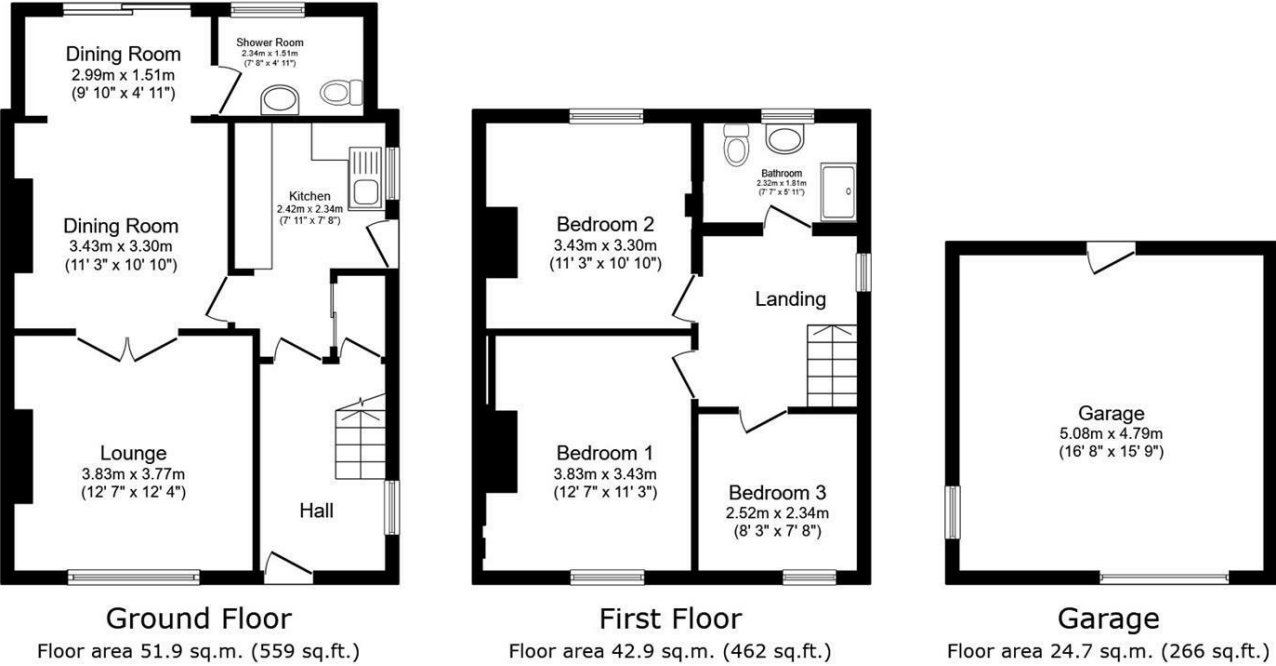 Dining Room
2.99m x 1.51m
(9' 10" x 4' 11")
Shower Room
2.34m x 1.51m
(7' 8" x 4' 11")
Dining Room
3.43m x 3.30m
(11' 3" x 10' 10")
Kitchen
2.42m x 2.34m
(7' 11" x 7' 8")
Lounge
3.83m x 3.77m
(12' 7" x 12' 4")
Hall
Ground Floor
Floor area 51.9 sq.m. (559 sq.ft.)
Bedroom 2
3.43m x 3.30m
(11' 3" x 10' 10")
Bathroom
2.32m x 1.81m
(7' 7" x 5' 11")
Landing
Bedroom 1
3.83m x 3.43m
(12' 7" x 11' 3")
Bedroom 3
2.52m x 2.34m
(8' 3" x 7' 8")
First Floor
Floor area 42.9 sq.m. (462 sq.ft.)
Garage
5.08m x 4.79m
(16' 8" x 15' 9")
Garage
Floor area 24.7 sq.m. (266 sq.ft.)